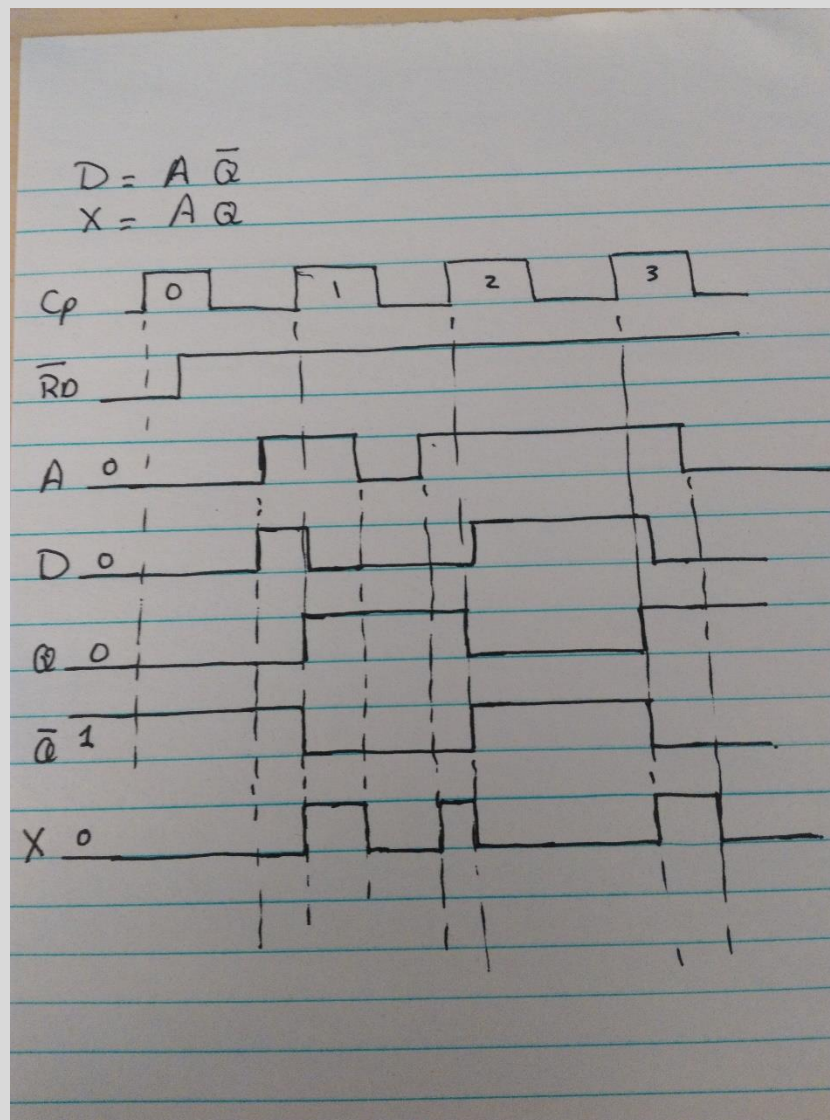 D = A Q̅
X = A Q
Cp 0 1 2 3
R̅D̅
A 0
D 0
Q 0
Q̅ 1
X 0